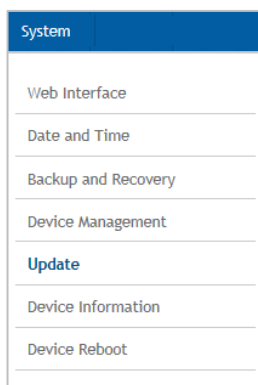 System
Web Interface
Date and Time
Backup and Recovery
Device Management
Update
Device Information
Device Reboot